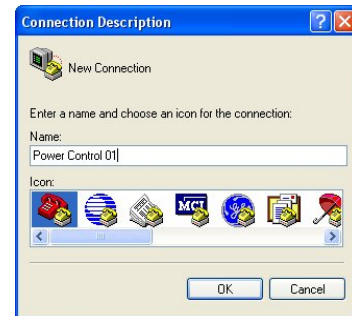 Connection Description
New Connection
Enter a name and choose an icon for the connection:
Name:
Power Control 01
Icon:
MCI
OK
Cancel